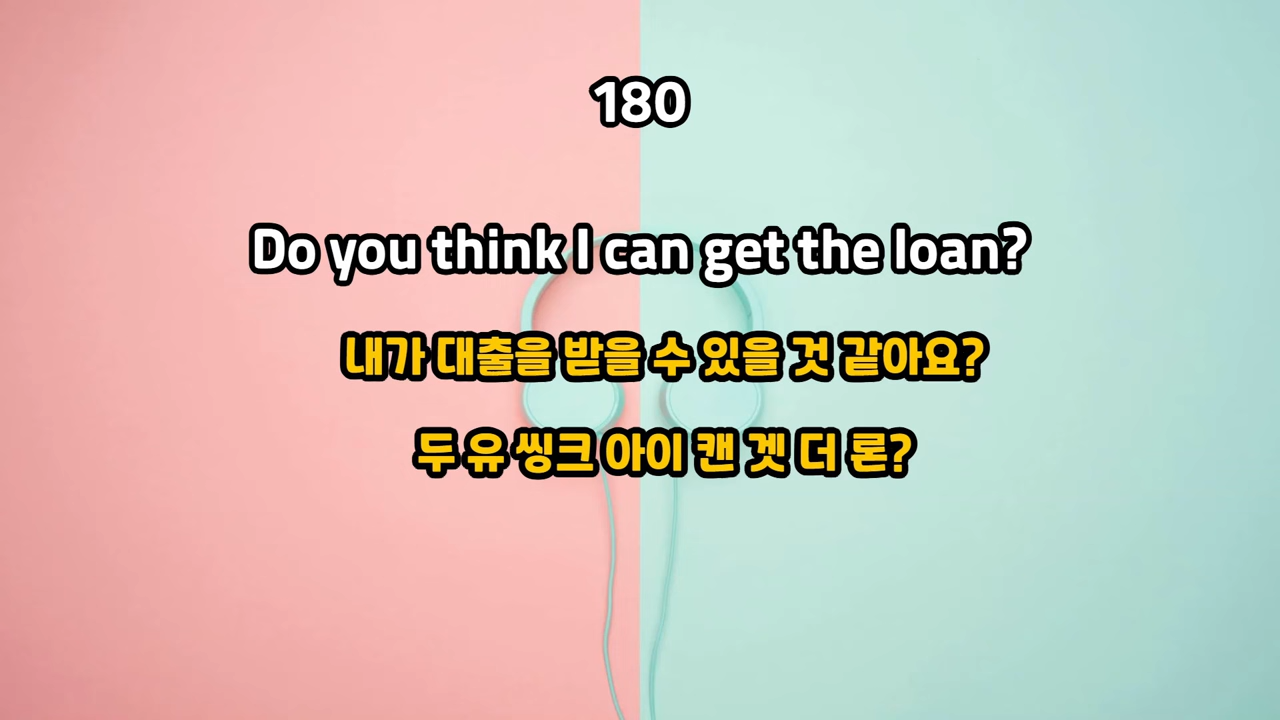 180
Do you think I can get the loan?
내가 대출을 받을 수 있을 것 같아요?
두 유 씽크 아이 캔 겟 더 론?